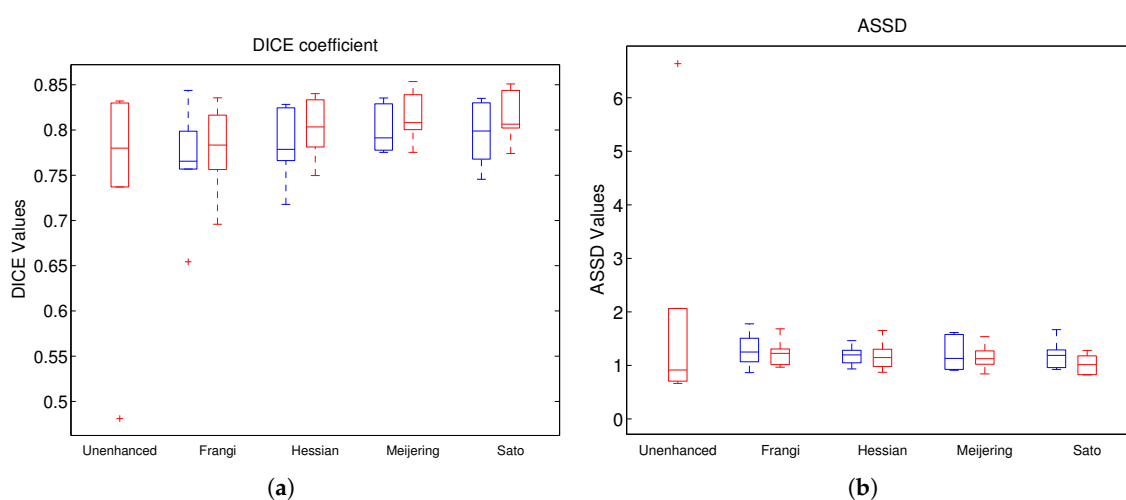 DICE coefficient
DICE Values
0.85
0.8
0.75
0.7
0.65
0.6
0.55
0.5
Unenhanced Frangi Hessian Meijering Sato
(a)
ASSD
ASSD Values
6
5
4
3
2
1
0
Unenhanced Frangi Hessian Meijering Sato
(b)